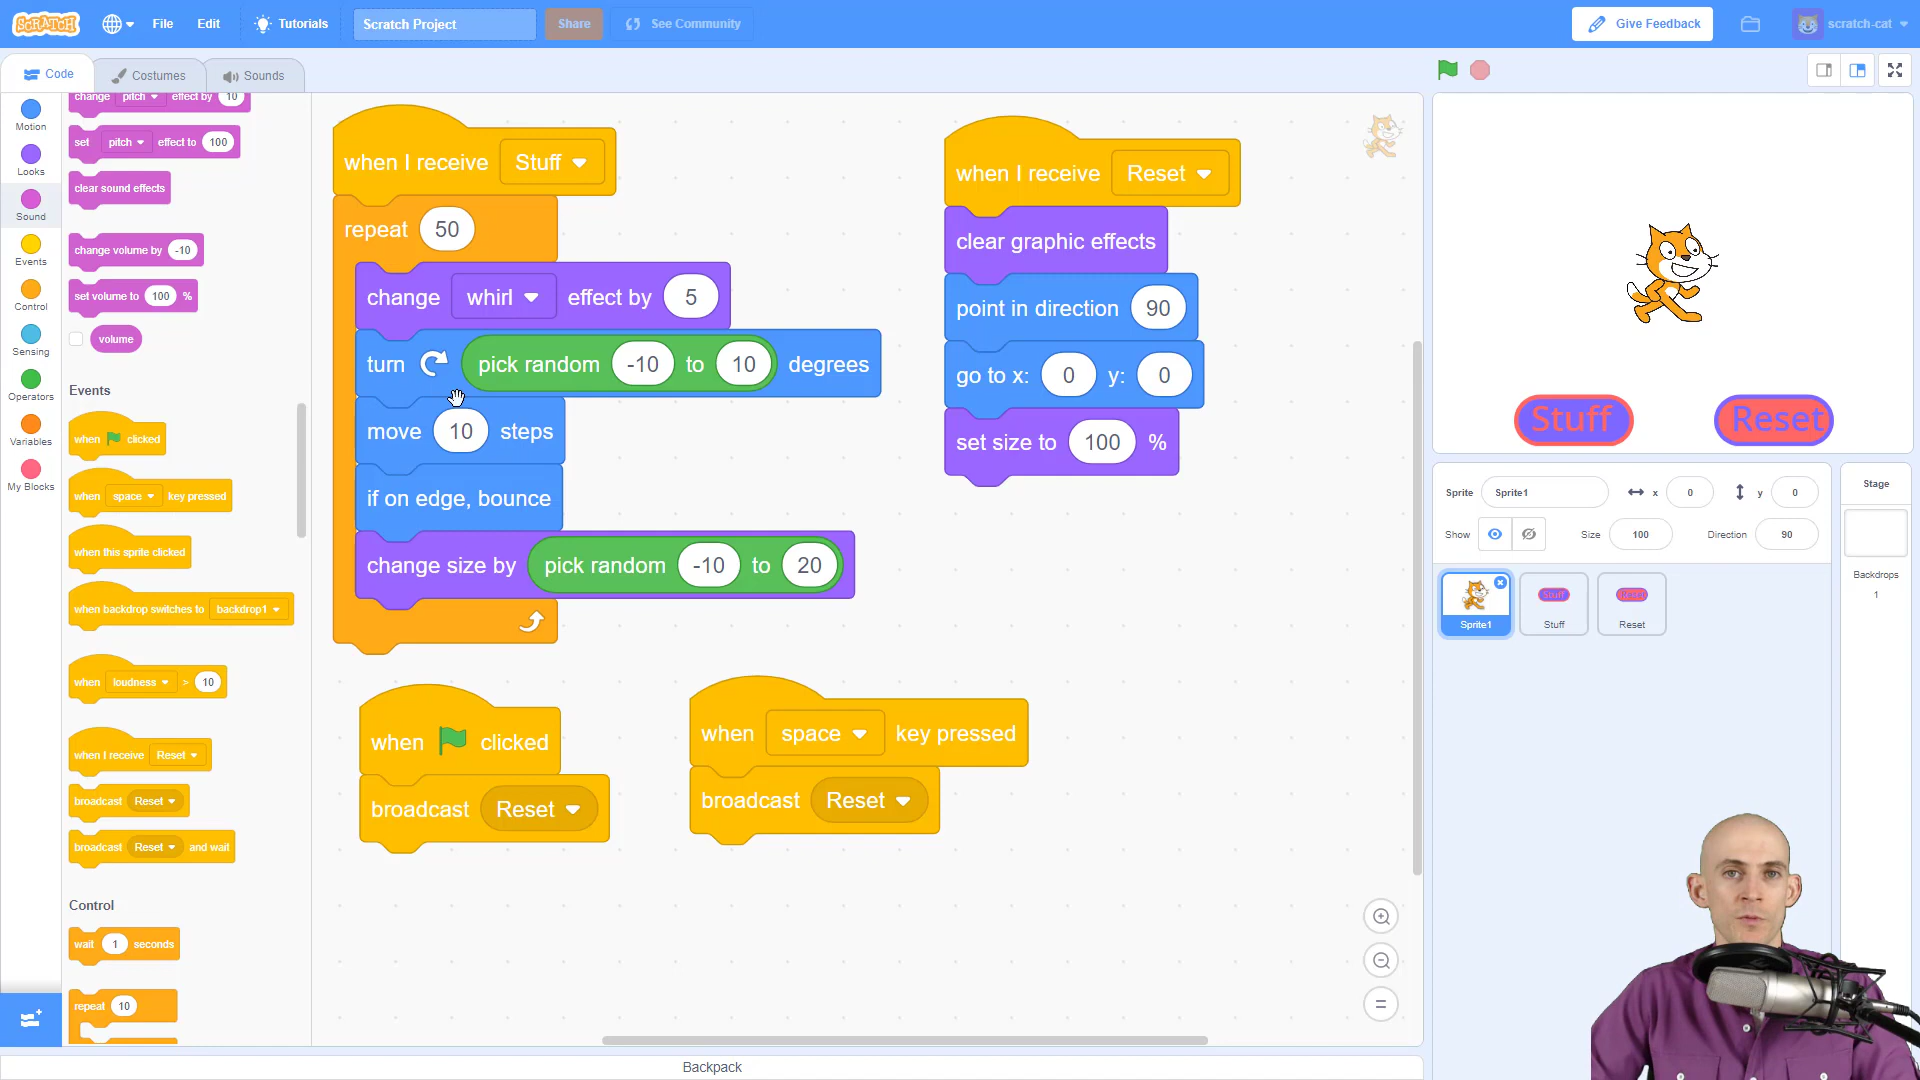 SCRATCH
File
Edit
Tutorials
Scratch Project
Share
See Community
Give Feedback
scratch-cat
Code
Costumes
Sounds
Motion
Looks
Sound
Events
Control
Sensing
Operators
Variables
My Blocks
change pitch effect by 10
set pitch effect to 100
clear sound effects
change volume by -10
set volume to 100 %
volume
Events
when clicked
when space key pressed
when this sprite clicked
when backdrop switches to backdrop1
when loudness > 10
when I receive Reset
broadcast Reset
broadcast Reset and wait
Control
wait 1 seconds
repeat 10
when I receive Stuff
repeat 50
change whirl effect by 5
turn pick random -10 to 10 degrees
move 10 steps
if on edge, bounce
change size by pick random -10 to 20
when clicked
broadcast Reset
when space key pressed
broadcast Reset
when I receive Reset
clear graphic effects
point in direction 90
go to x: 0 y: 0
set size to 100 %
Backpack
Stuff
Reset
Sprite Sprite1 x 0 y 0
Show Size 100 Direction 90
Stuff
Reset
Sprite1
Stuff
Reset
Stage
Backdrops
1